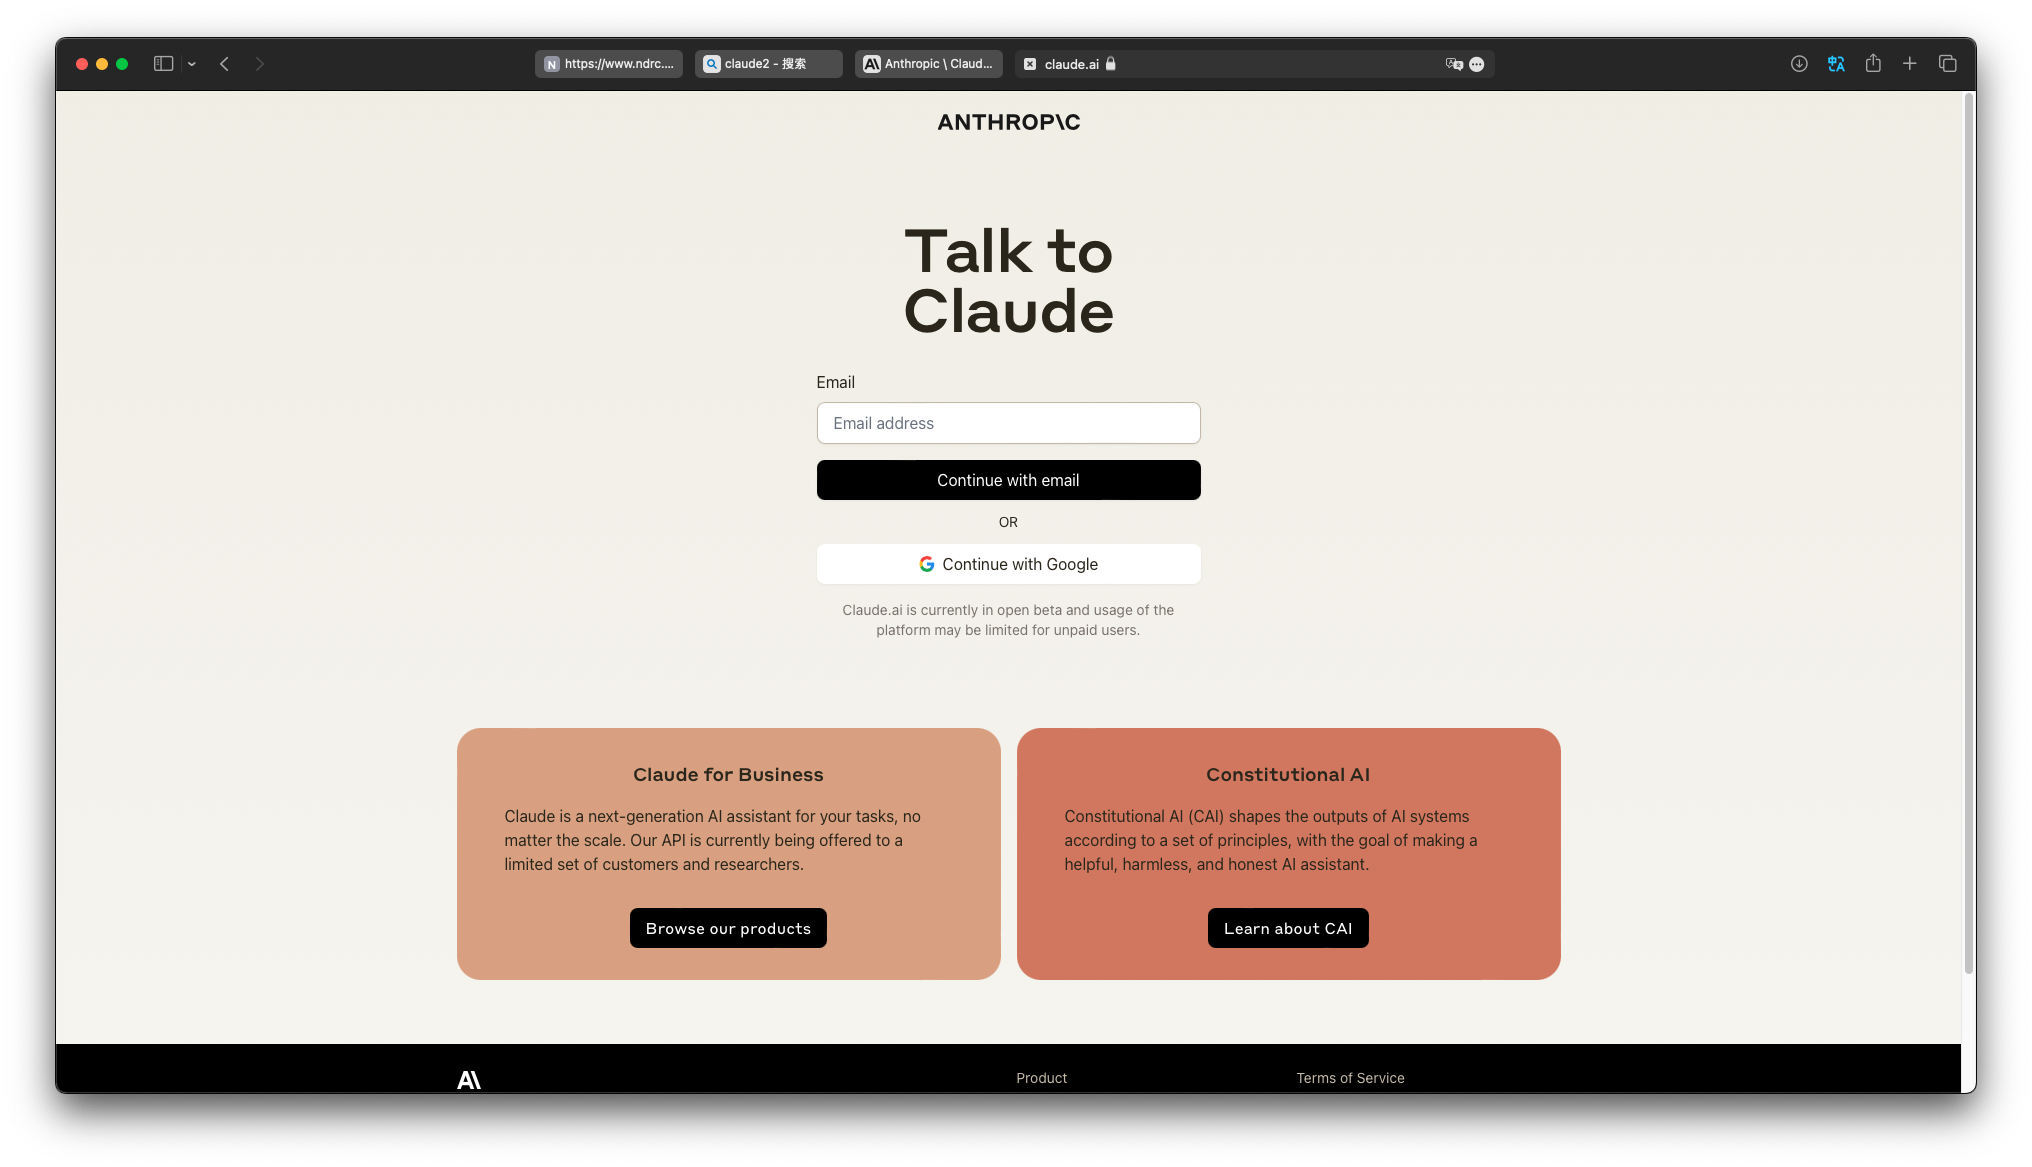 https://www.ndrc....
claude2 - 搜索
Anthropic \ Claud...
claude.ai
ANTHROP\C
Talk to
Claude
Email
Email address
Continue with email
OR
Continue with Google
Claude.ai is currently in open beta and usage of the
platform may be limited for unpaid users.
Claude for Business
Claude is a next-generation AI assistant for your tasks, no
matter the scale. Our API is currently being offered to a
limited set of customers and researchers.
Browse our products
Constitutional AI
Constitutional AI (CAI) shapes the outputs of AI systems
according to a set of principles, with the goal of making a
helpful, harmless, and honest AI assistant.
Learn about CAI
A\
Product
Terms of Service